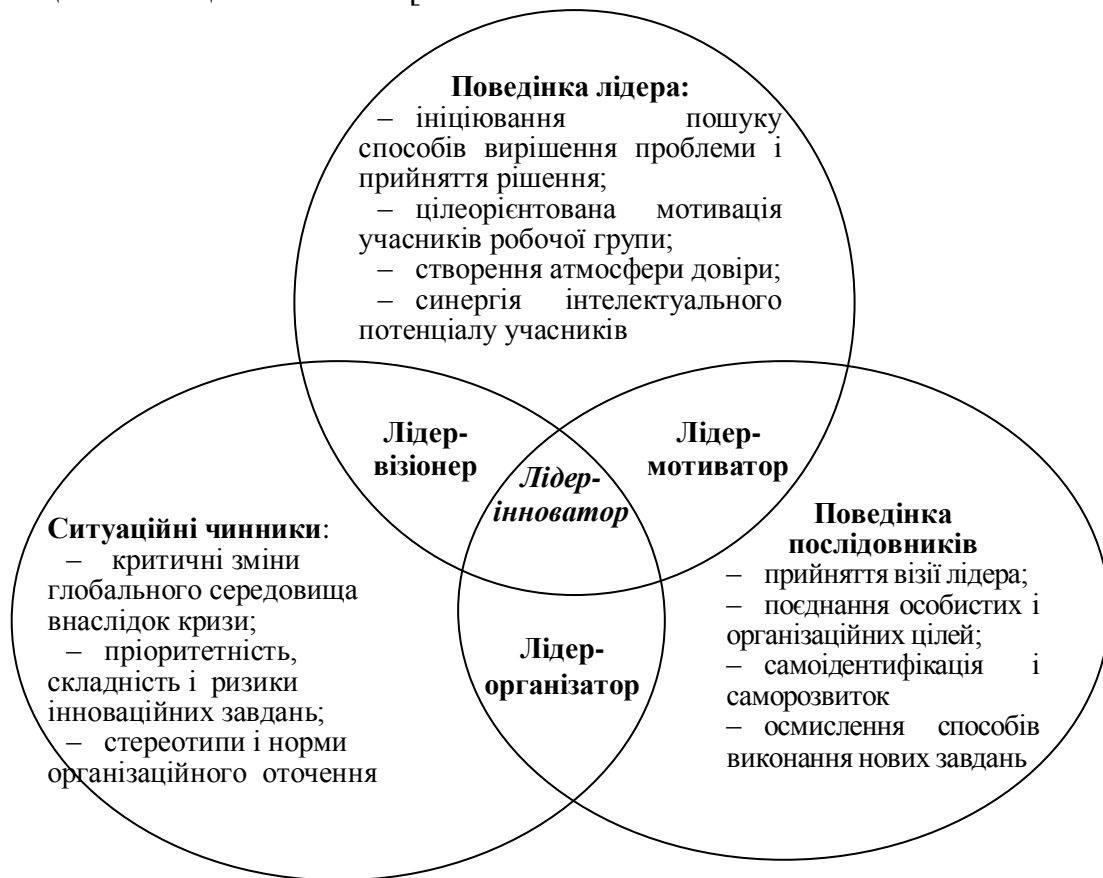 Поведінка лідера:
– ініціювання пошуку
способів вирішення проблеми і
прийняття рішення;
– цілеорієнтована мотивація
учасників робочої групи;
– створення атмосфери довіри;
– синергія інтелектуального
потенціалу учасників
Лідер-
візіонер
Лідер-
інноватор
Лідер-
мотиватор
Ситуаційні чинники:
– критичні зміни
глобального середовища
внаслідок кризи;
– пріоритетність,
складність і ризики
інноваційних завдань;
– стереотипи і норми
організаційного оточення
Лідер-
організатор
Поведінка
послідовників
– прийняття візії лідера;
– поєднання особистих і
організаційних цілей;
– самоідентифікація і
саморозвиток
– осмислення способів
виконання нових завдань